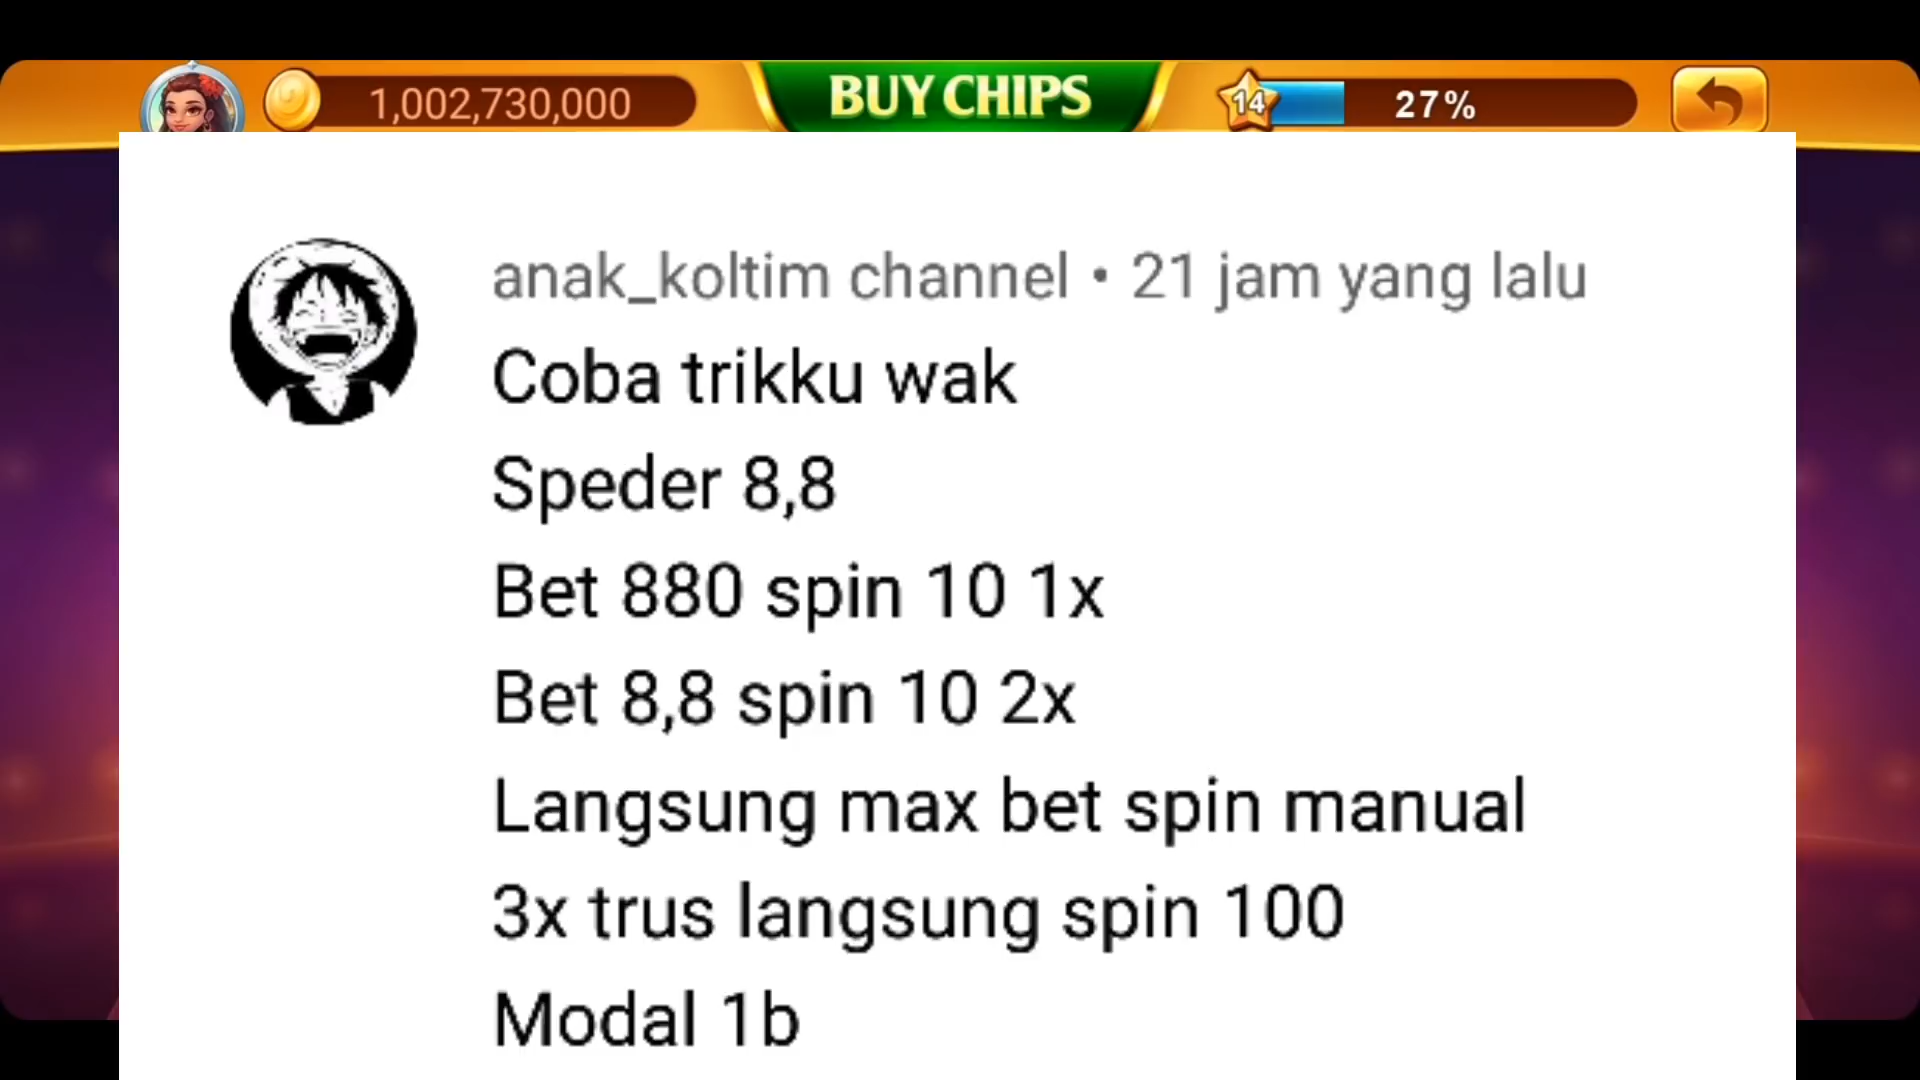 1,002,730,000
BUY CHIPS
14
27%
anak_koltim channel • 21 jam yang lalu
Coba trikku wak
Speder 8,8
Bet 880 spin 10 1x
Bet 8,8 spin 10 2x
Langsung max bet spin manual
3x trus langsung spin 100
Modal 1b